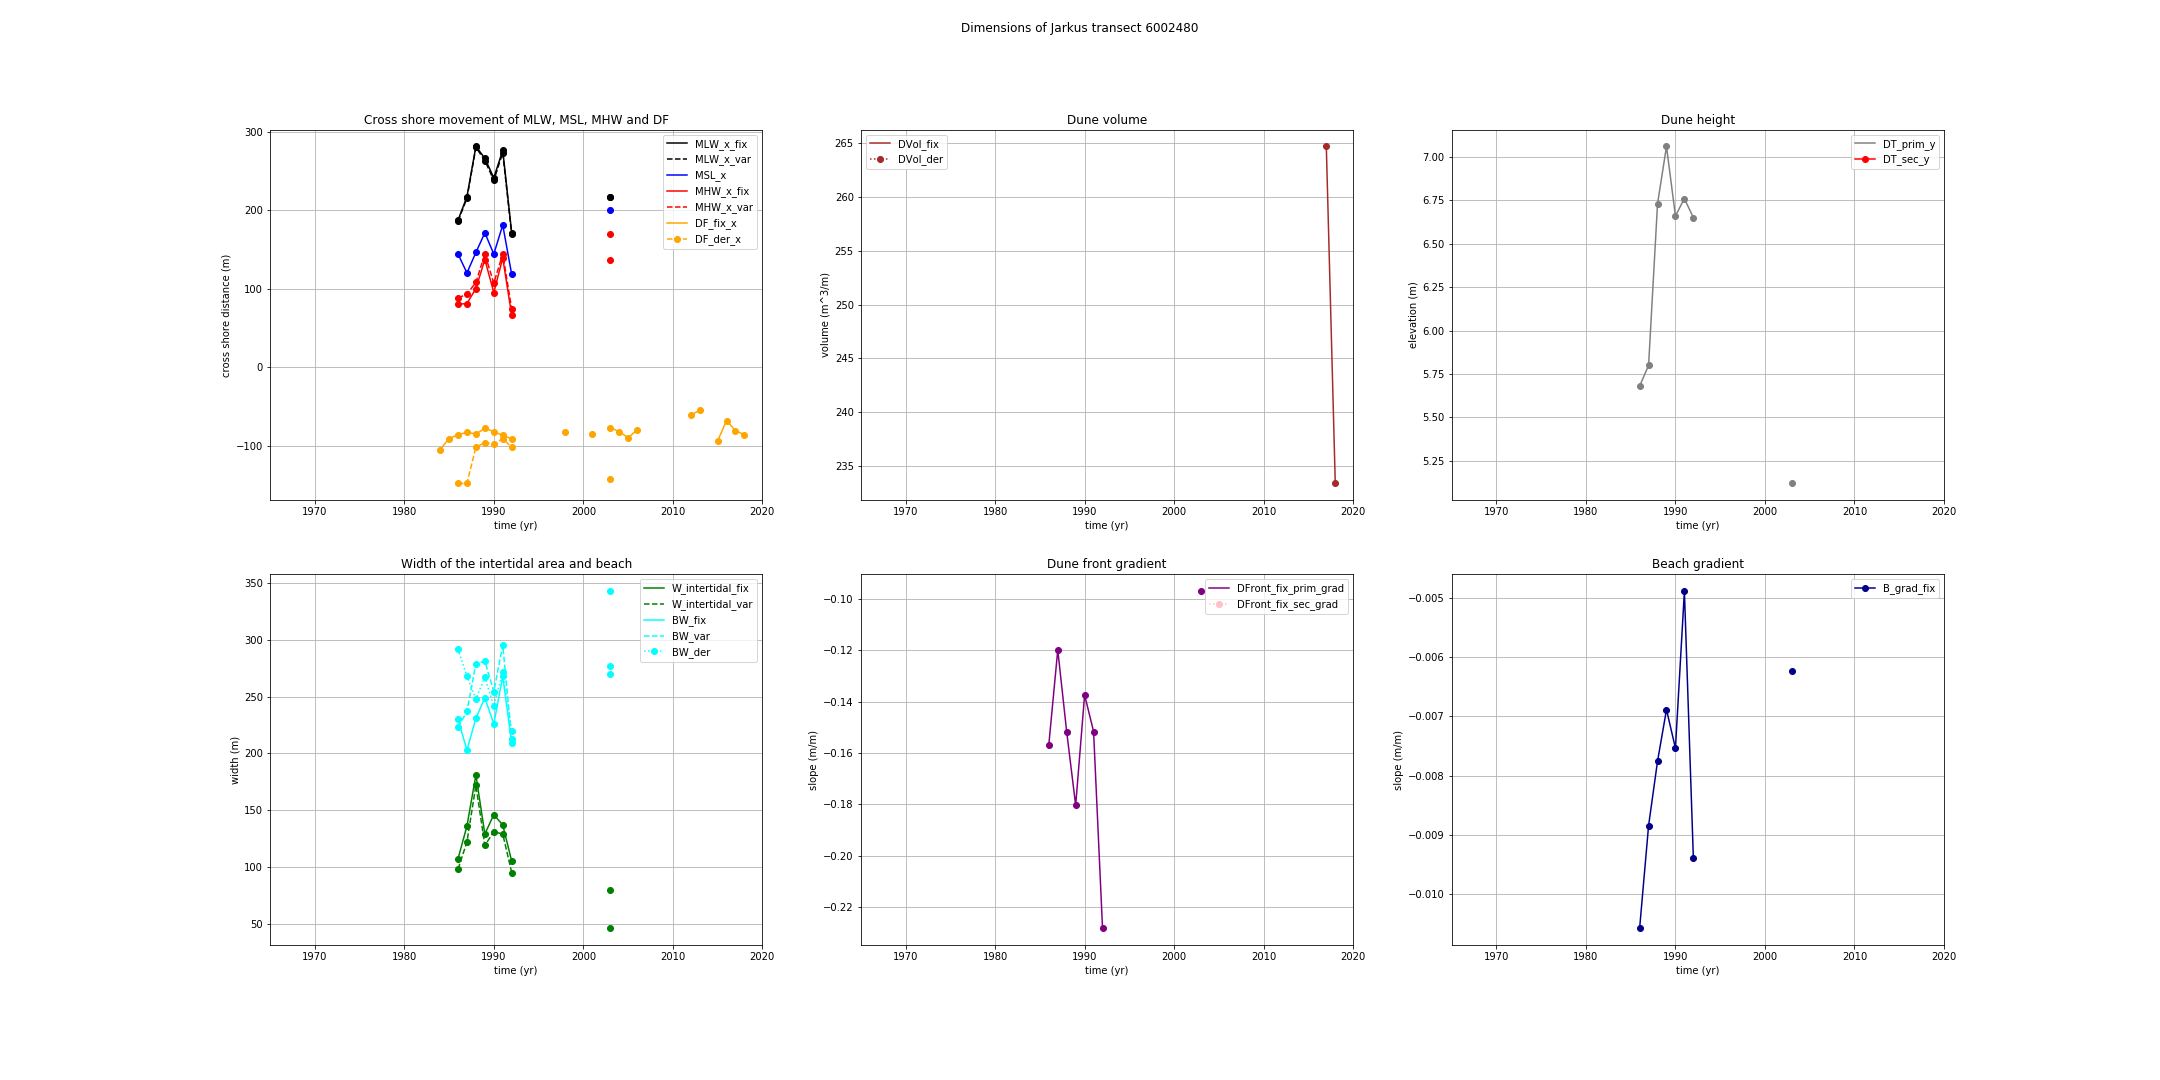 Dimensions of Jarkus transect 6002480
Cross shore movement of MLW, MSL, MHW and DF
300
200
100
0
−100
cross shore distance (m)
1970 1980 1990 2000 2010 2020
time (yr)
MLW_x_fix
MLW_x_var
MSL_x
MHW_x_fix
MHW_x_var
DF_fix_x
DF_der_x
Dune volume
265
260
255
250
245
240
235
volume (m^3/m)
1970 1980 1990 2000 2010 2020
time (yr)
DVol_fix
DVol_der
Dune height
7.00
6.75
6.50
6.25
6.00
5.75
5.50
5.25
elevation (m)
1970 1980 1990 2000 2010 2020
time (yr)
DT_prim_y
DT_sec_y
Width of the intertidal area and beach
350
300
250
200
150
100
50
width (m)
1970 1980 1990 2000 2010 2020
time (yr)
W_intertidal_fix
W_intertidal_var
BW_fix
BW_var
BW_der
Dune front gradient
−0.10
−0.12
−0.14
−0.16
−0.18
−0.20
−0.22
slope (m/m)
1970 1980 1990 2000 2010 2020
time (yr)
DFront_fix_prim_grad
DFront_fix_sec_grad
Beach gradient
−0.005
−0.006
−0.007
−0.008
−0.009
−0.010
slope (m/m)
1970 1980 1990 2000 2010 2020
time (yr)
B_grad_fix